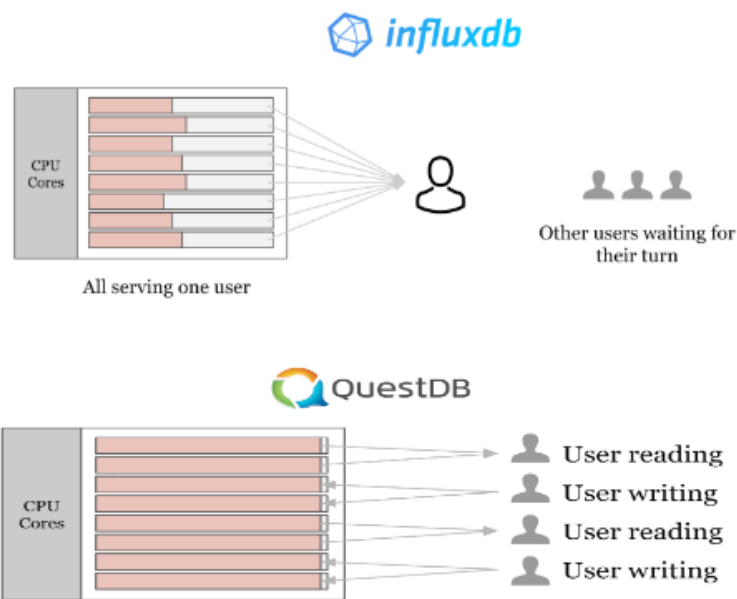 influxdb
CPU
Cores
Other users waiting for
their turn
All serving one user
QuestDB
CPU
Cores
User reading
User writing
User reading
User writing